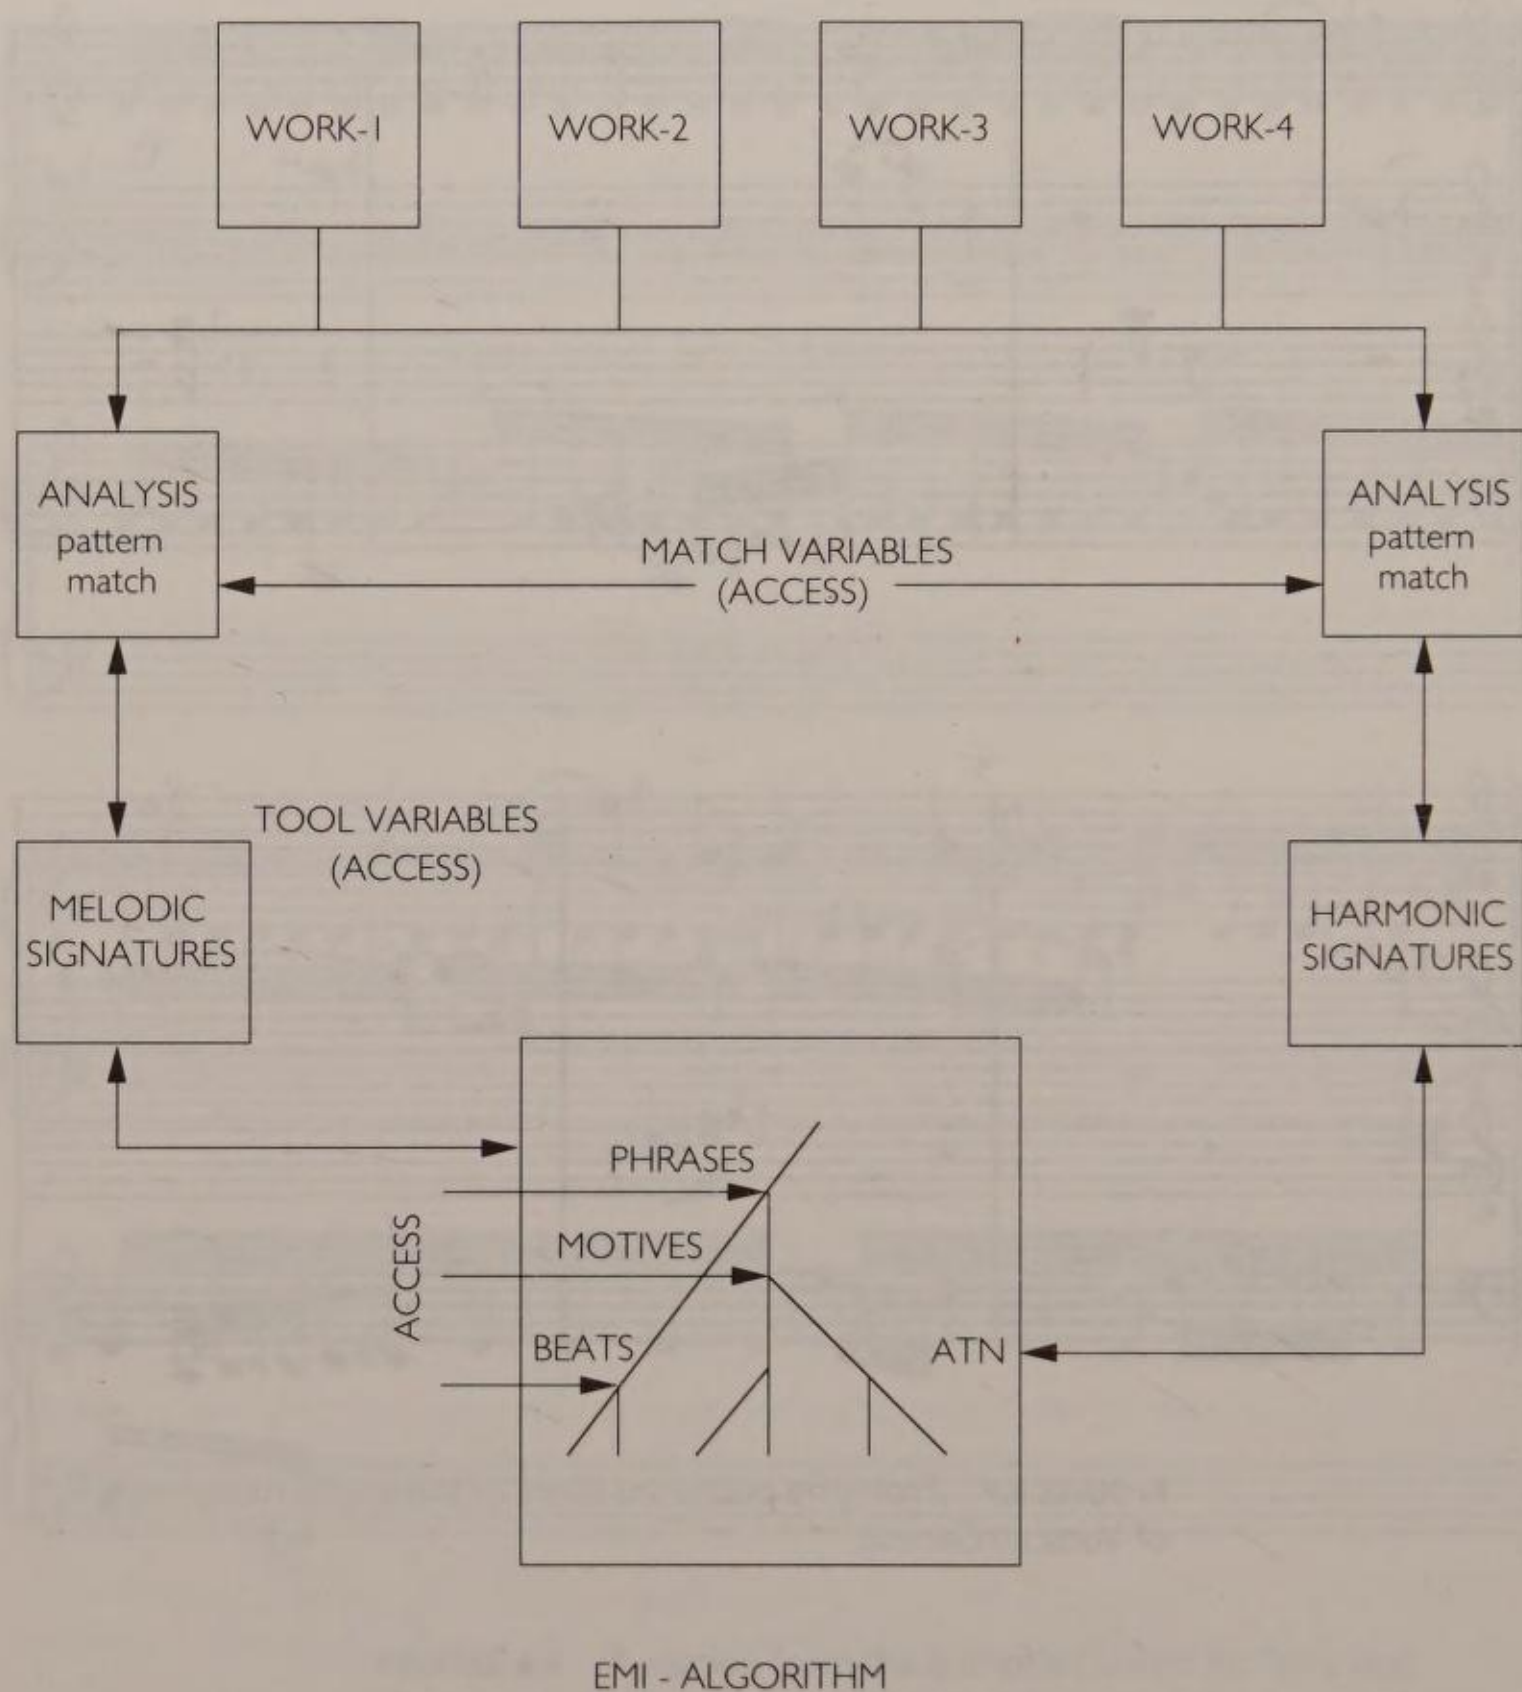 WORK-1
WORK-2
WORK-3
WORK-4
ANALYSIS
pattern
match
MATCH VARIABLES
(ACCESS)
ANALYSIS
pattern
match
TOOL VARIABLES
(ACCESS)
MELODIC
SIGNATURES
HARMONIC
SIGNATURES
PHRASES
ACCESS
MOTIVES
BEATS
ATN
EMI - ALGORITHM